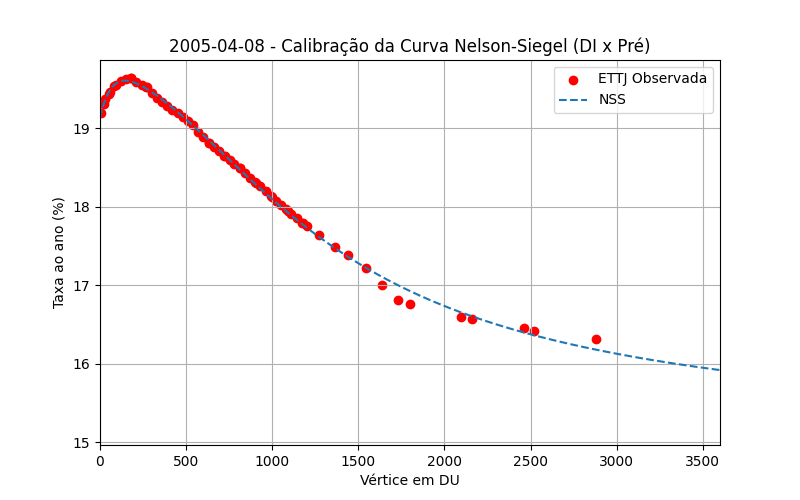 2005-04-08 - Calibração da Curva Nelson-Siegel (DI x Pré)
ETTJ Observada
NSS
Taxa ao ano (%)
19
18
17
16
15
0 500 1000 1500 2000 2500 3000 3500
Vértice em DU